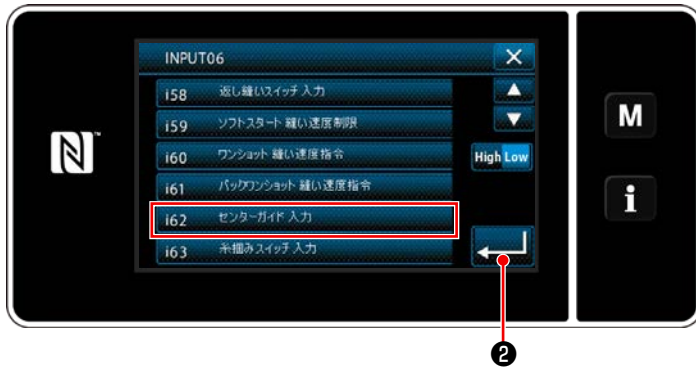 INPUT06
i58 返し縫いスイッチ 入力
i59 ソフトスタート 縫い速度制限
i60 ワンショット 縫い速度指令
i61 バックワンショット 縫い速度指令
i62 センターガイド 入力
i63 糸掴みスイッチ 入力
High Low
N
M
i
❷